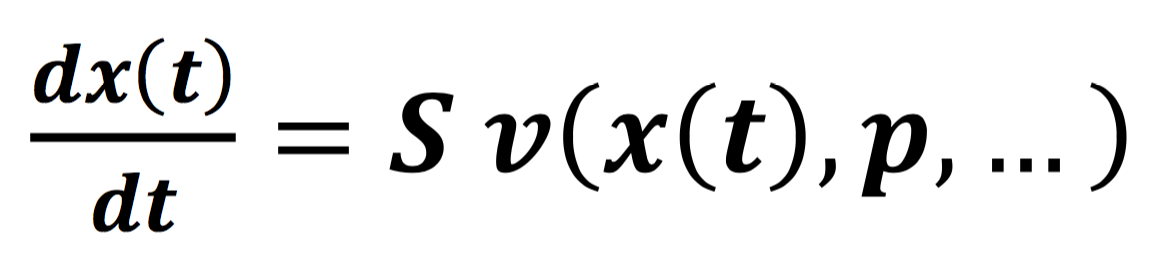 dx(t)/dt = S v(x(t), p, … )